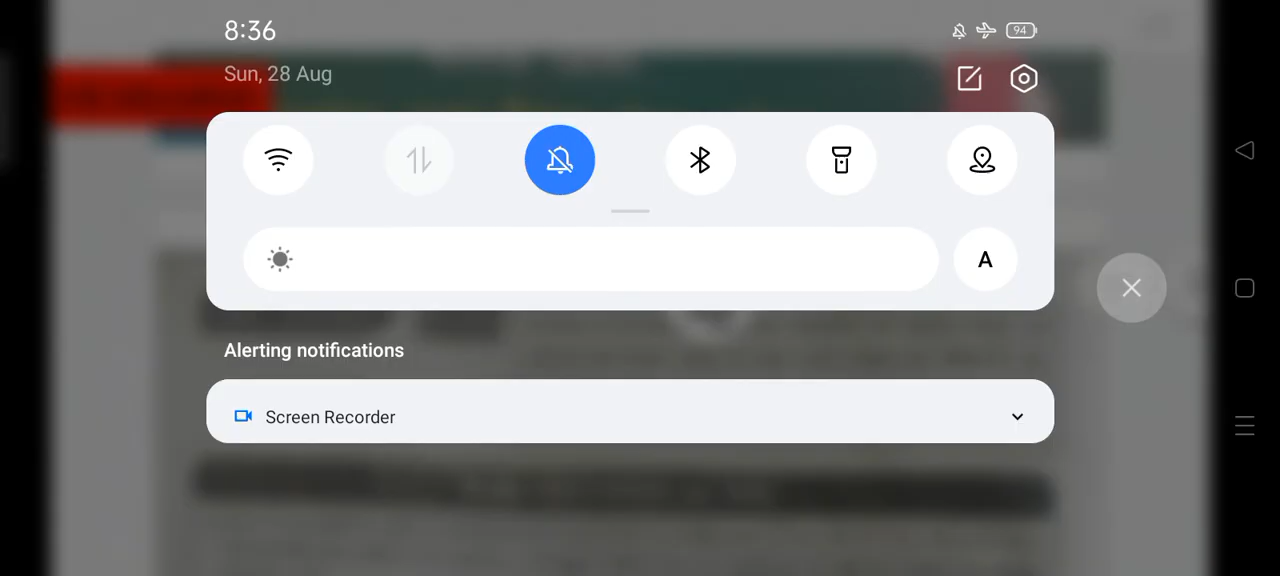 8:36
94
Sun, 28 Aug
A
Alerting notifications
Screen Recorder